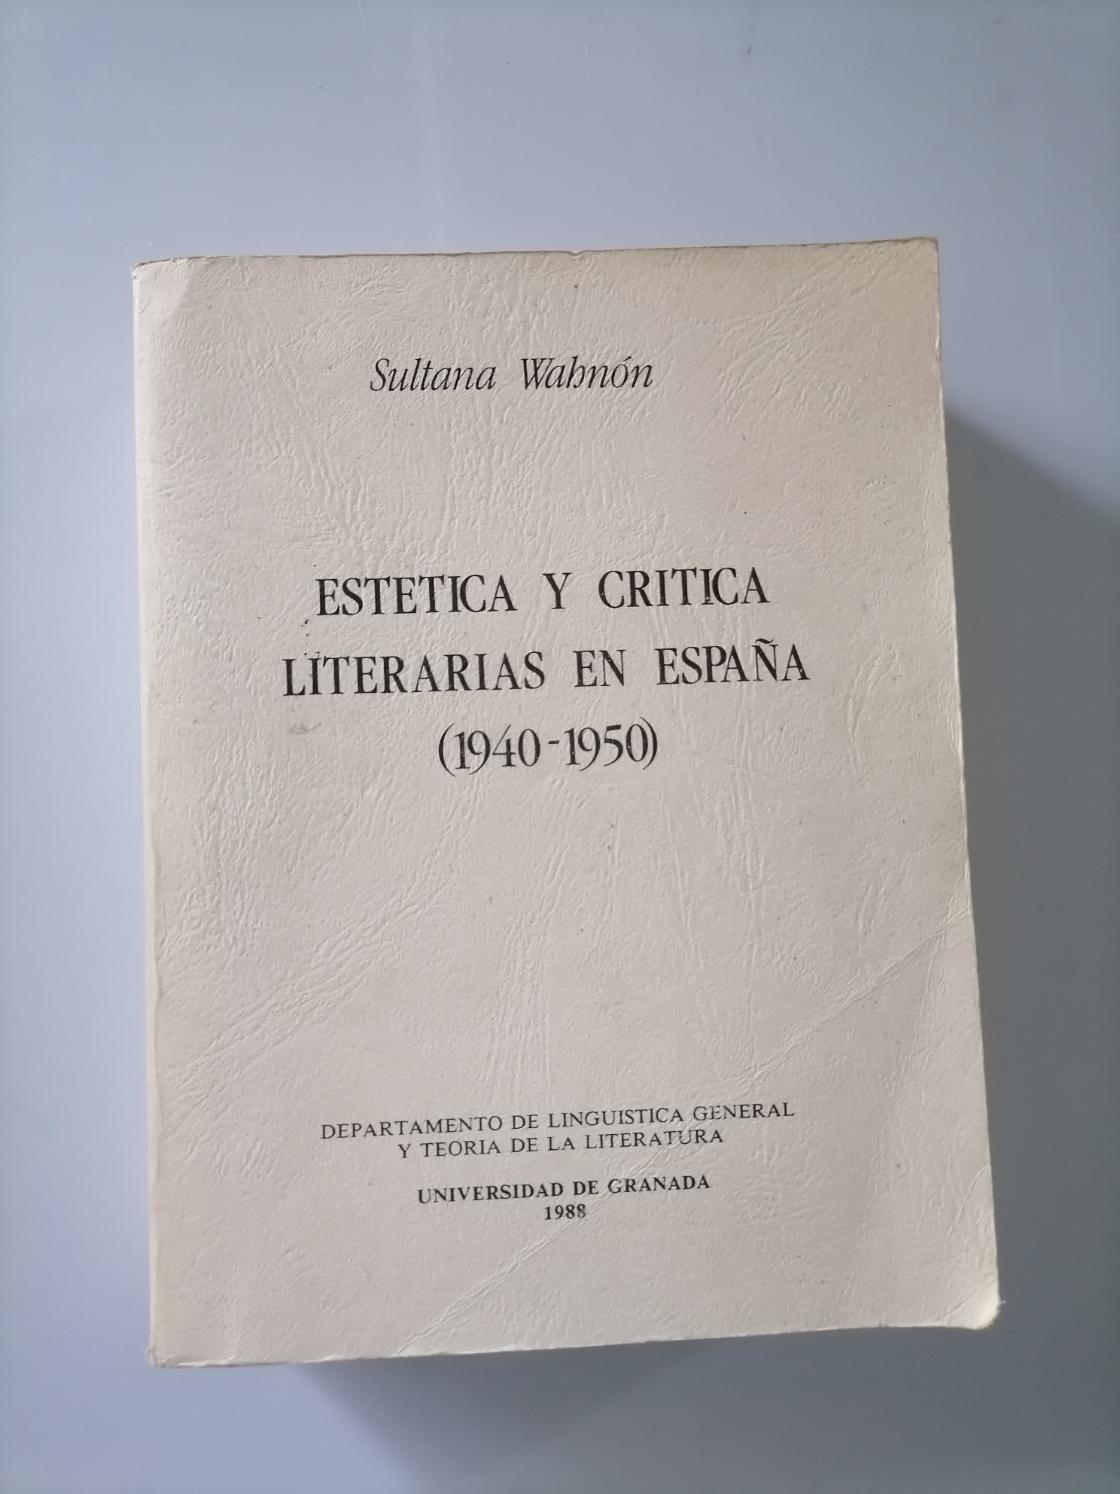 Sultana Wahnón
ESTETICA Y CRITICA
LITERARIAS EN ESPAÑA
(1940-1950)
DEPARTAMENTO DE LINGUISTICA GENERAL
Y TEORIA DE LA LITERATURA
UNIVERSIDAD DE GRANADA
1988